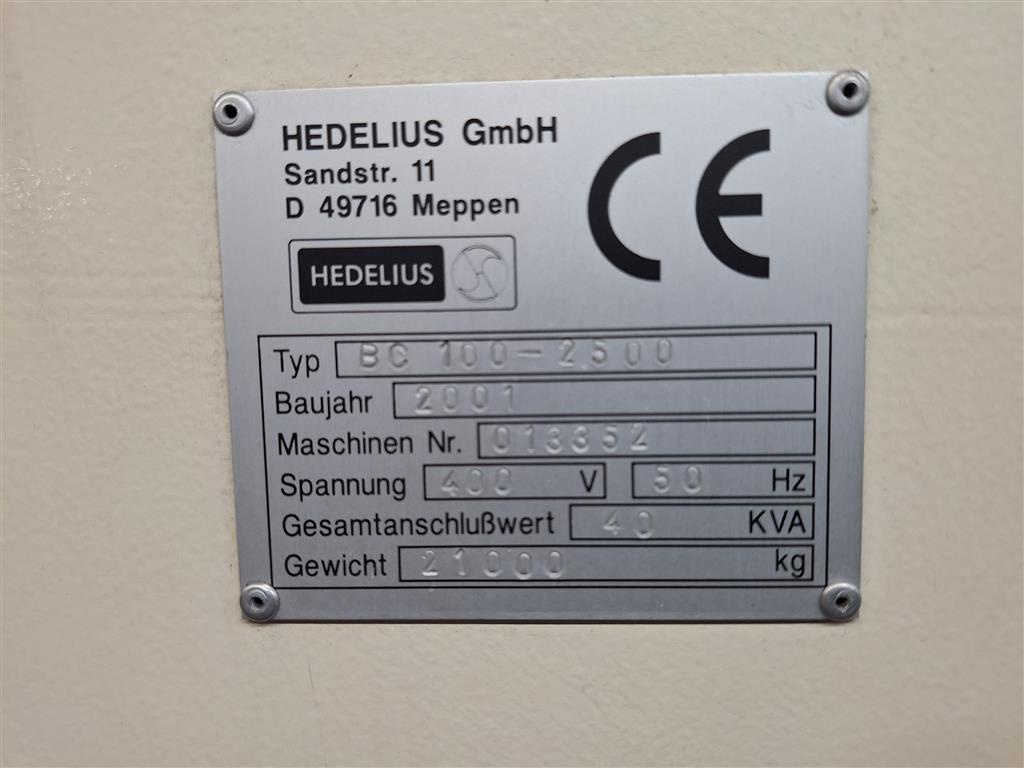 HEDELIUS GmbH
Sandstr. 11
D 49716 Meppen
CE
HEDELIUS
Typ BC 100-2500
Baujahr 2001
Maschinen Nr. 013352
Spannung 400 V 50 Hz
Gesamtanschlußwert 40 KVA
Gewicht 21000 kg